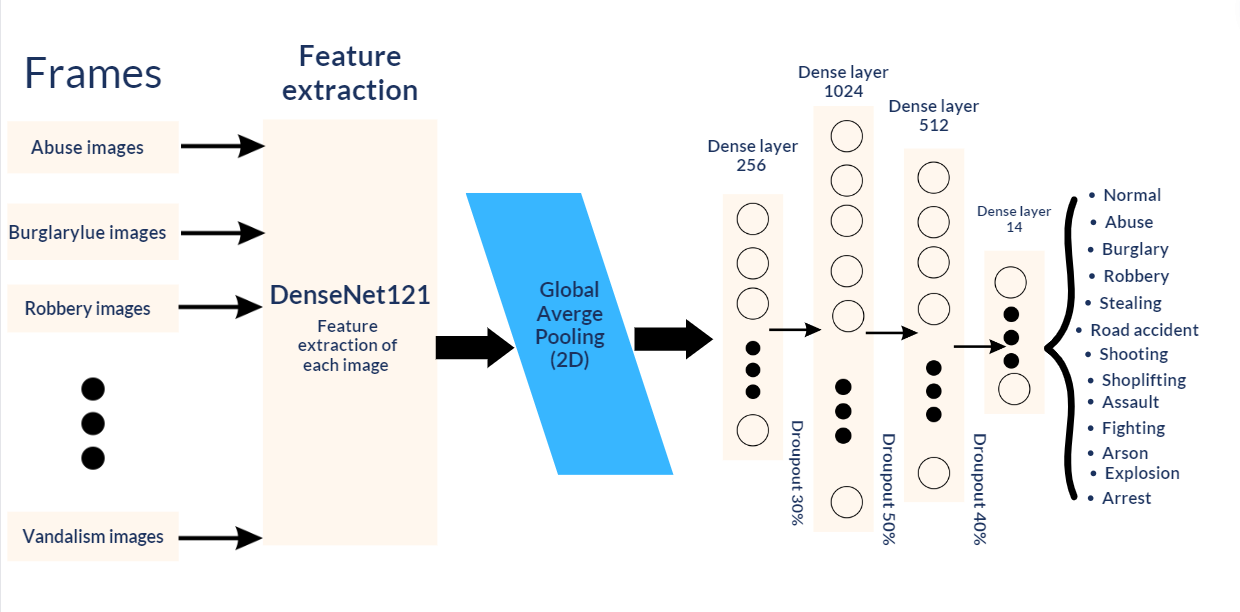 Frames
Abuse images
Burglarylue images
Robbery images
Vandalism images
Feature
extraction
DenseNet121
Feature
extraction of
each image
Global
Averge
Pooling
(2D)
Dense layer
256
Droupout 30%
Dense layer
1024
Droupout 50%
Dense layer
512
Droupout 40%
Dense layer
14
• Normal
• Abuse
• Burglary
• Robbery
• Stealing
• Road accident
• Shooting
• Shoplifting
• Assault
• Fighting
• Arson
• Explosion
• Arrest